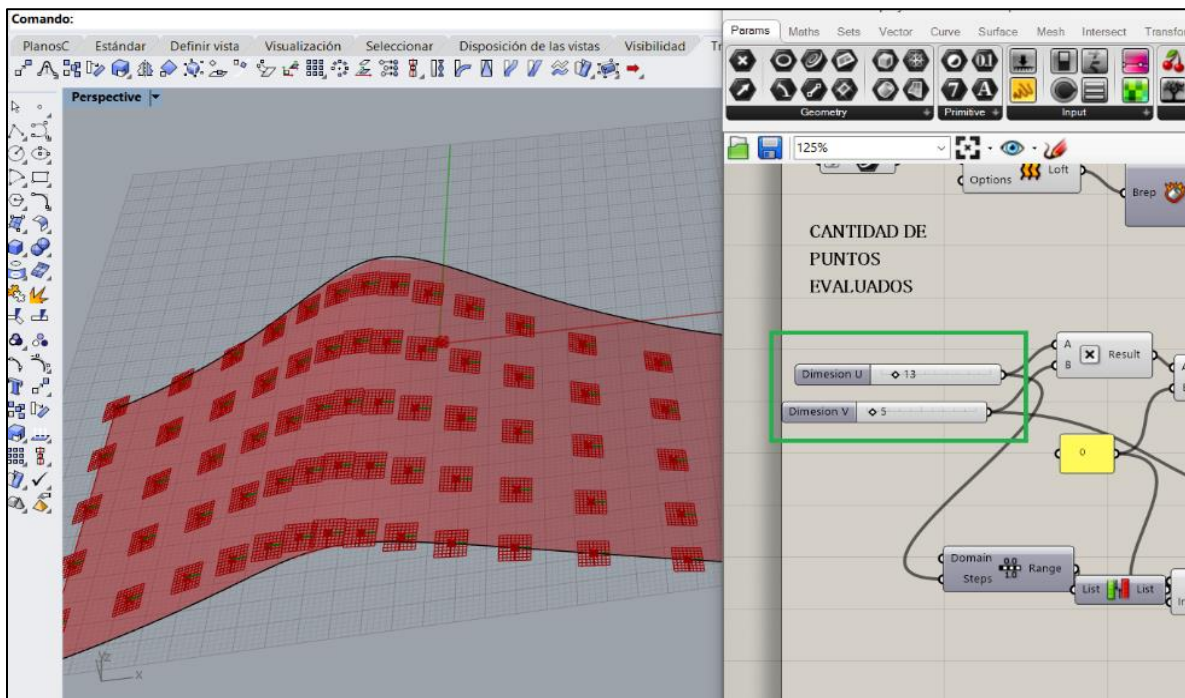 Comando:
PlanosC Estándar Definir vista Visualización Seleccionar Disposición de las vistas Visibilidad
Perspective
Params Maths Sets Vector Curve Surface Mesh Intersect Transfor
Geometry Primitive Input
125%
Options Loft
Brep
CANTIDAD DE
PUNTOS
EVALUADOS
Dimesion U 13
Dimesion V 5
A
B
Result
A
0
Domain
Steps
Range
List List
z
x